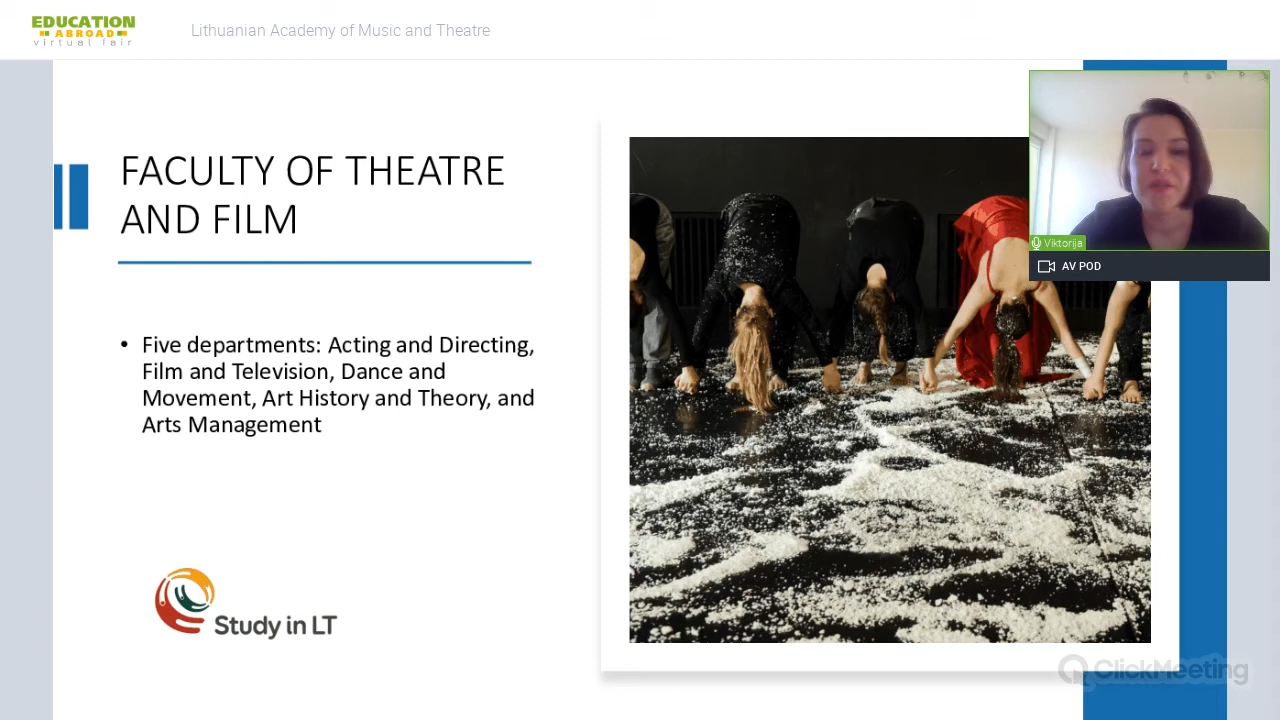 EDUCATION
ABROAD
virtual fair
Lithuanian Academy of Music and Theatre
FACULTY OF THEATRE
AND FILM
• Five departments: Acting and Directing,
Film and Television, Dance and
Movement, Art History and Theory, and
Arts Management
Study in LT
Viktorija
AV POD
ClickMeeting